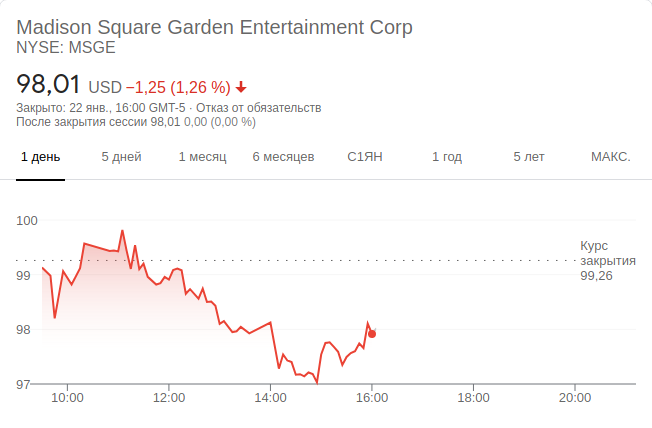 Madison Square Garden Entertainment Corp
NYSE: MSGE
98,01 USD −1,25 (1,26 %)
Закрыто: 22 янв., 16:00 GMT-5 · Отказ от обязательств
После закрытия сессии 98,01 0,00 (0,00 %)
1 день 5 дней 1 месяц 6 месяцев С1ЯН 1 год 5 лет МАКС.
100
99
98
97
Курс
закрытия
99,26
10:00 12:00 14:00 16:00 18:00 20:00